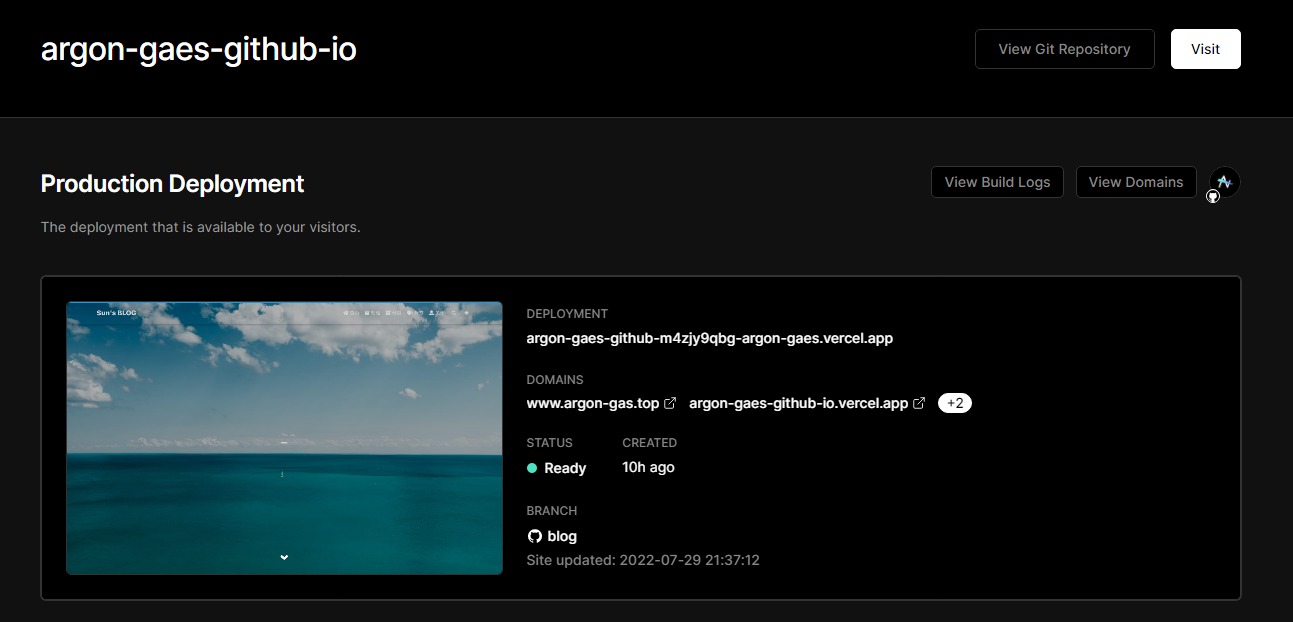 argon-gaes-github-io
View Git Repository
Visit
Production Deployment
View Build Logs
View Domains
The deployment that is available to your visitors.
Sun's BLOG
DEPLOYMENT
argon-gaes-github-m4zjy9qbg-argon-gaes.vercel.app
DOMAINS
www.argon-gas.top argon-gaes-github-io.vercel.app +2
STATUS CREATED
Ready 10h ago
BRANCH
blog
Site updated: 2022-07-29 21:37:12